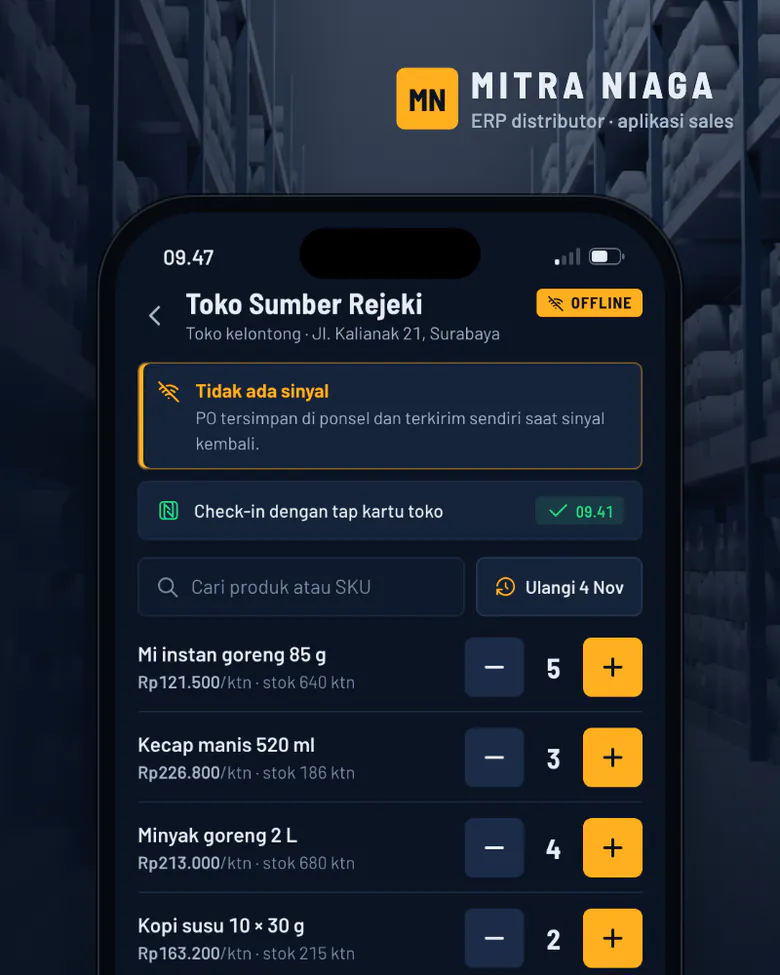 MN
MITRA NIAGA
ERP distributor · aplikasi sales
09.47
Toko Sumber Rejeki
OFFLINE
Toko kelontong · Jl. Kalianak 21, Surabaya
Tidak ada sinyal
PO tersimpan di ponsel dan terkirim sendiri saat sinyal
kembali.
Check-in dengan tap kartu toko
09.41
Cari produk atau SKU
Ulangi 4 Nov
Mi instan goreng 85 g
Rp121.500/ktn · stok 640 ktn
5
Kecap manis 520 ml
Rp226.800/ktn · stok 186 ktn
3
Minyak goreng 2 L
Rp213.000/ktn · stok 680 ktn
4
Kopi susu 10 × 30 g
Rp163.200/ktn · stok 215 ktn
2